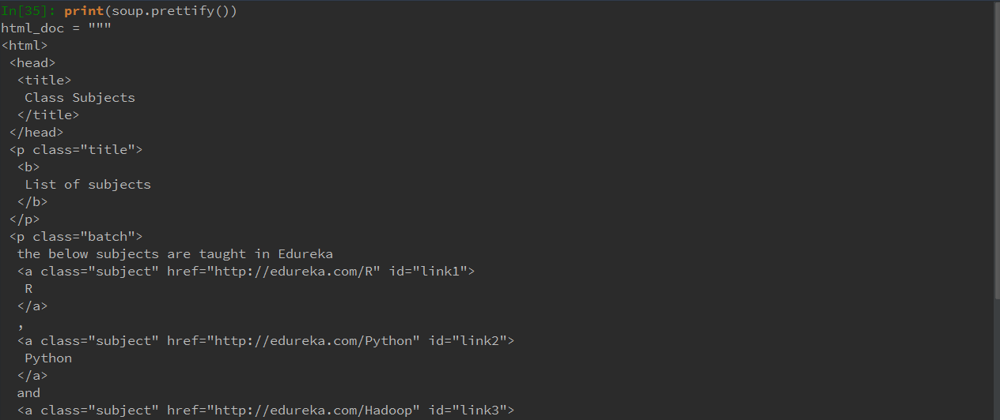 In[35]: print(soup.prettify())
html_doc = """
<html>
 <head>
  <title>
   Class Subjects
  </title>
 </head>
 <p class="title">
  <b>
   List of subjects
  </b>
 </p>
 <p class="batch">
  the below subjects are taught in Edureka
  <a class="subject" href="http://edureka.com/R" id="link1">
   R
  </a>
  ,
  <a class="subject" href="http://edureka.com/Python" id="link2">
   Python
  </a>
  and
  <a class="subject" href="http://edureka.com/Hadoop" id="link3">